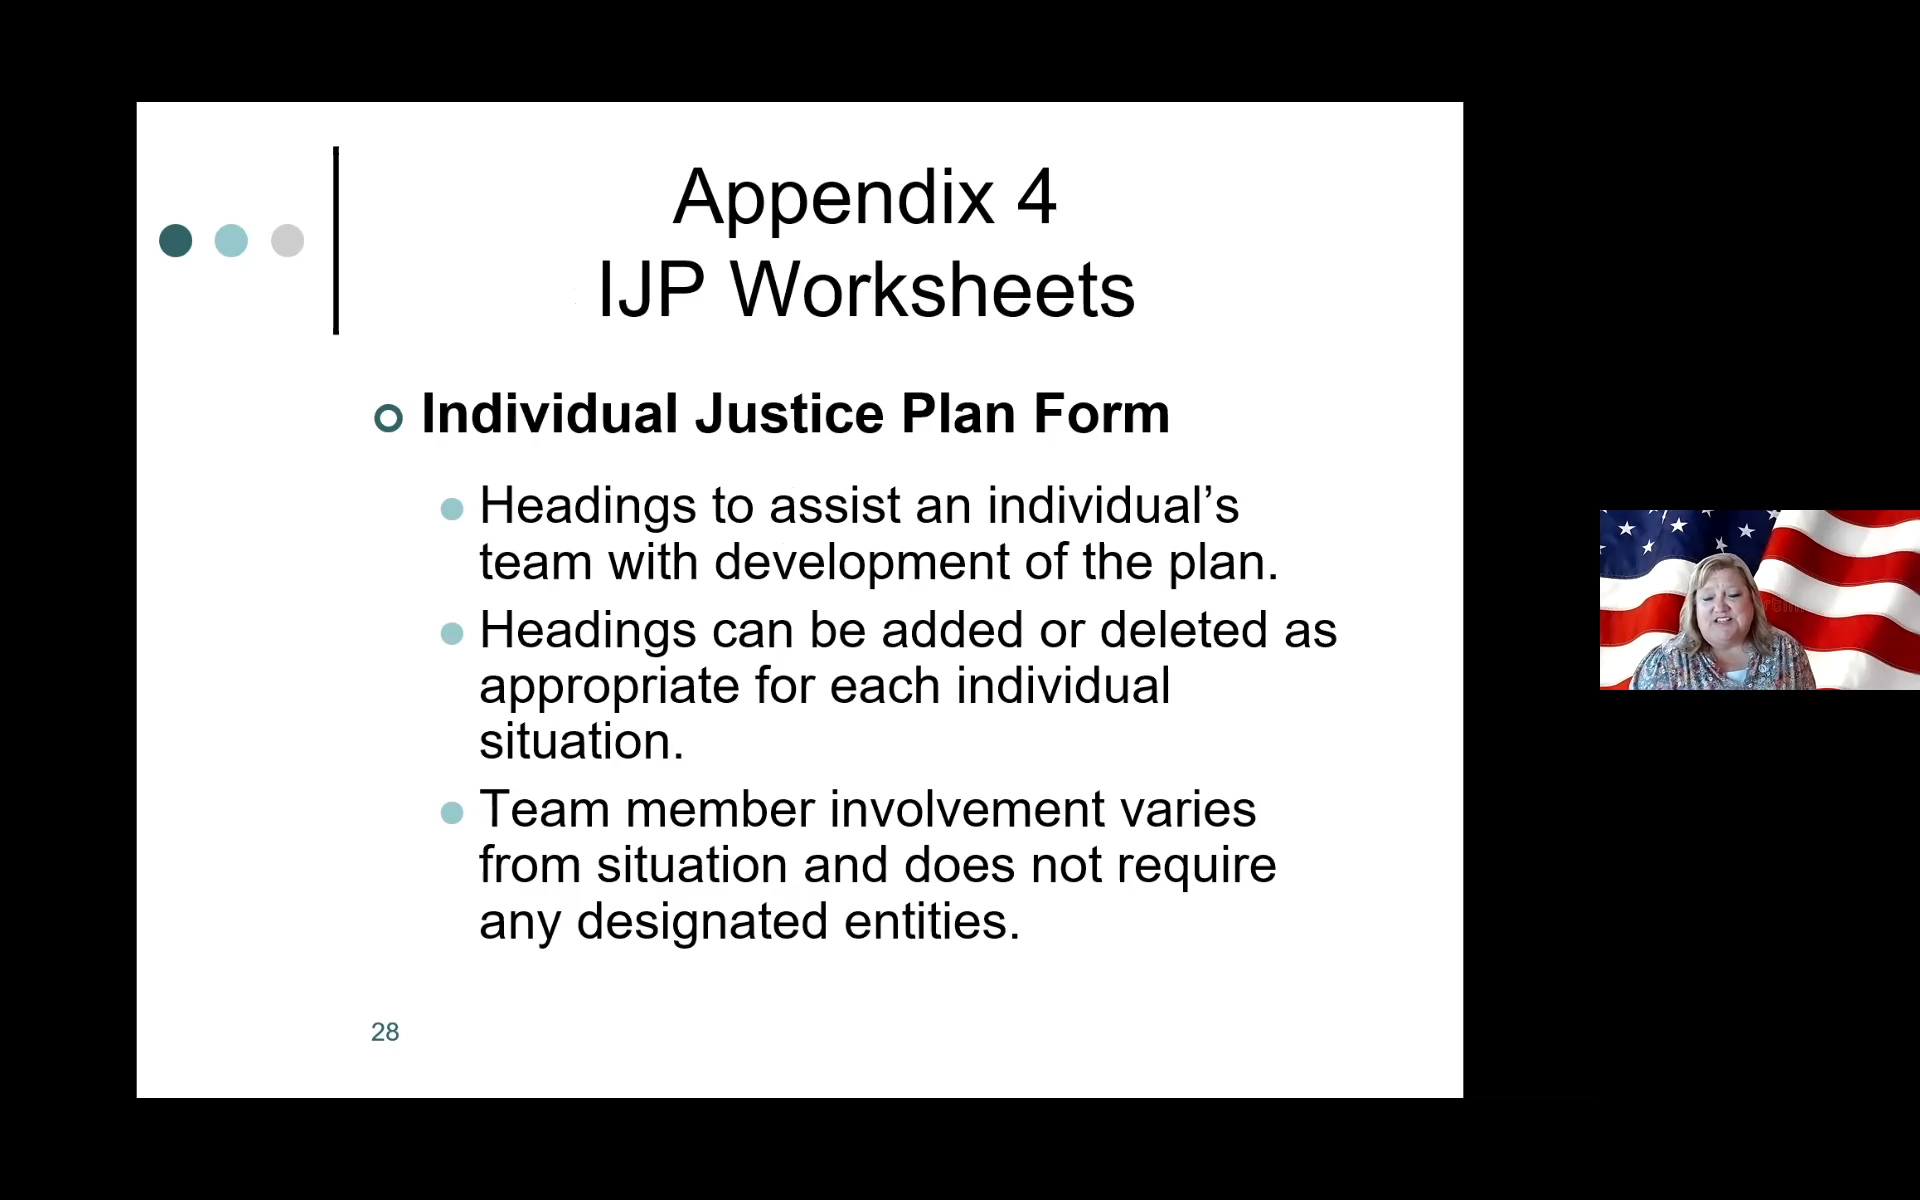 Appendix 4
IJP Worksheets
Individual Justice Plan Form
Headings to assist an individual’s
team with development of the plan.
Headings can be added or deleted as
appropriate for each individual
situation.
Team member involvement varies
from situation and does not require
any designated entities.
28